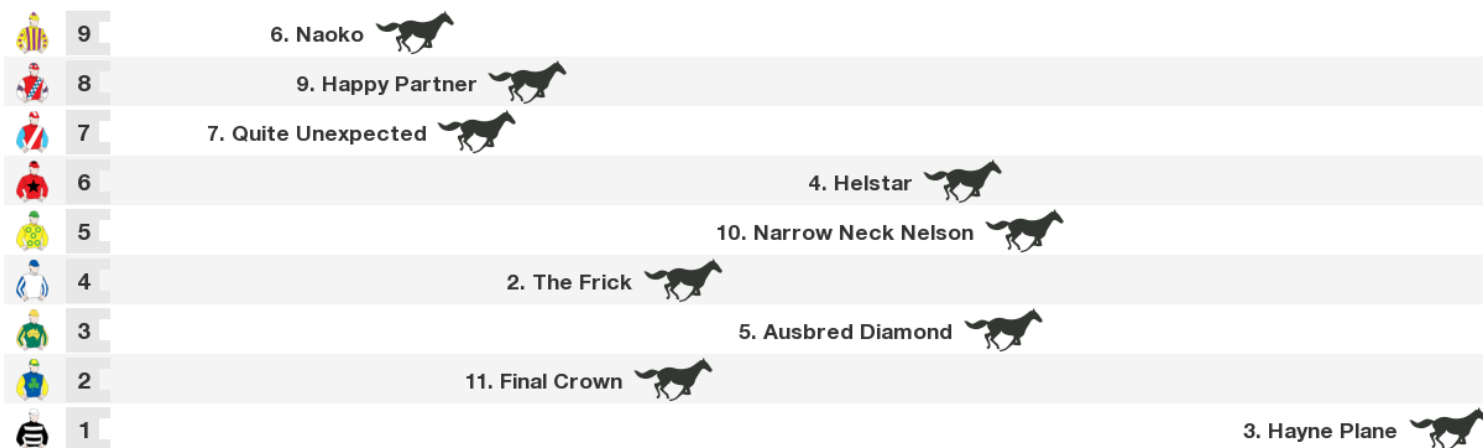 9 6. Naoko
8 9. Happy Partner
7 7. Quite Unexpected
6 4. Helstar
5 10. Narrow Neck Nelson
4 2. The Frick
3 5. Ausbred Diamond
2 11. Final Crown
1 3. Hayne Plane